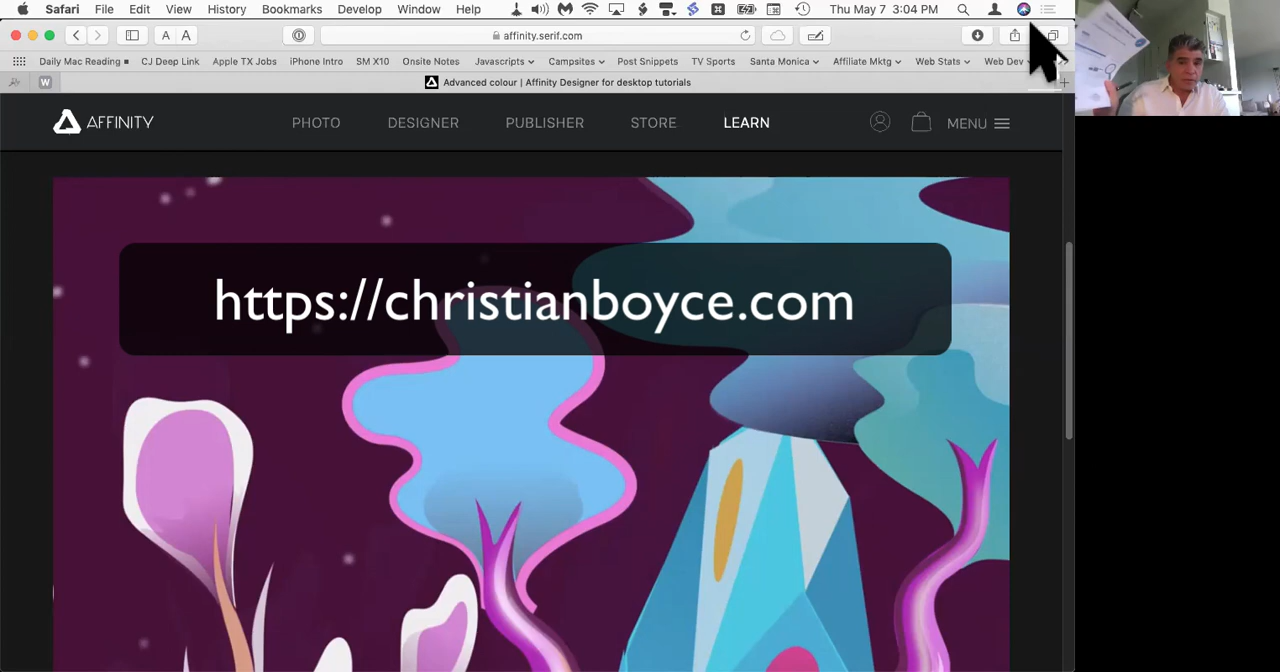 Safari File Edit View History Bookmarks Develop Window Help Thu May 7 3:04 PM
A A affinity.serif.com
Daily Mac Reading CJ Deep Link Apple TX Jobs iPhone Intro SM X10 Onsite Notes Javascripts Campsites Post Snippets TV Sports Santa Monica Affiliate Mktg Web Stats Web Dev
W Advanced colour | Affinity Designer for desktop tutorials
AFFINITY PHOTO DESIGNER PUBLISHER STORE LEARN MENU
https://christianboyce.com